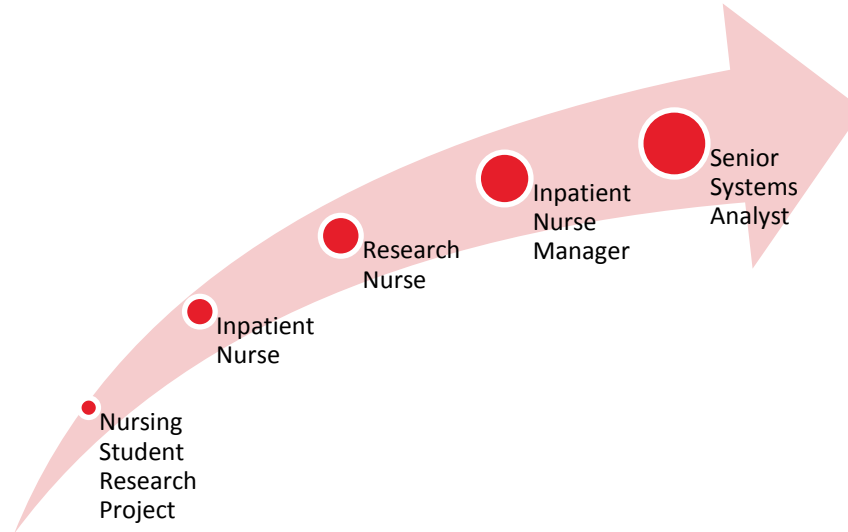 Nursing
Student
Research
Project
Inpatient
Nurse
Research
Nurse
Inpatient
Nurse
Manager
Senior
Systems
Analyst